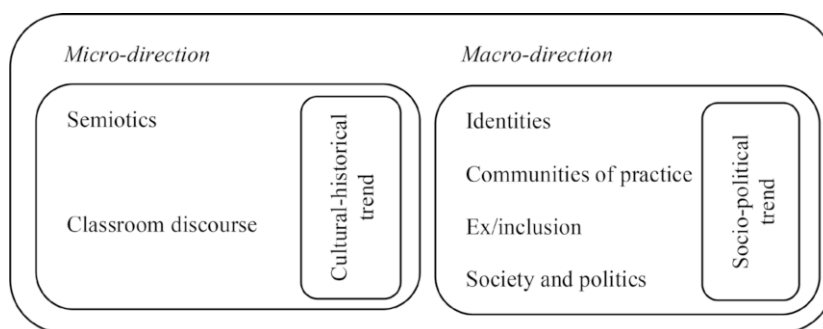 Micro-direction
Semiotics
Classroom discourse
Cultural-historical
trend
Macro-direction
Identities
Communities of practice
Ex/inclusion
Society and politics
Socio-political
trend